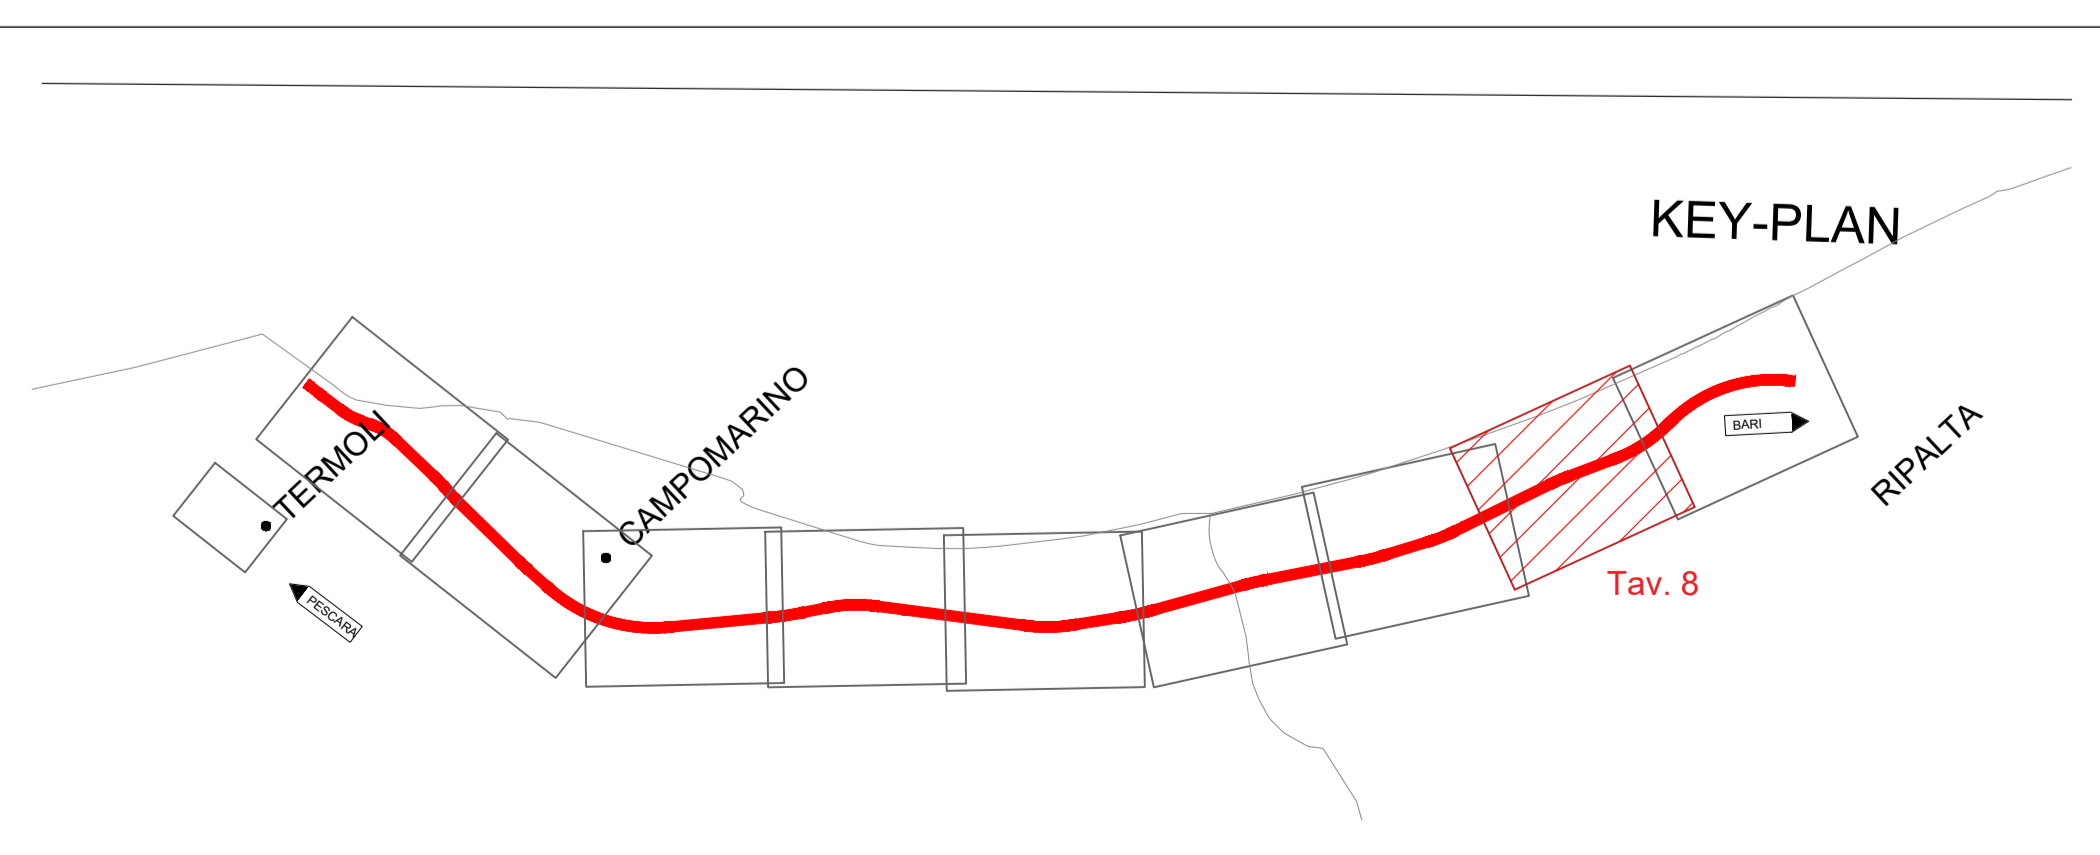 KEY-PLAN
TERMOLI
CAMPOMARINO
BARI
RIPALTA
PESCARA
Tav. 8